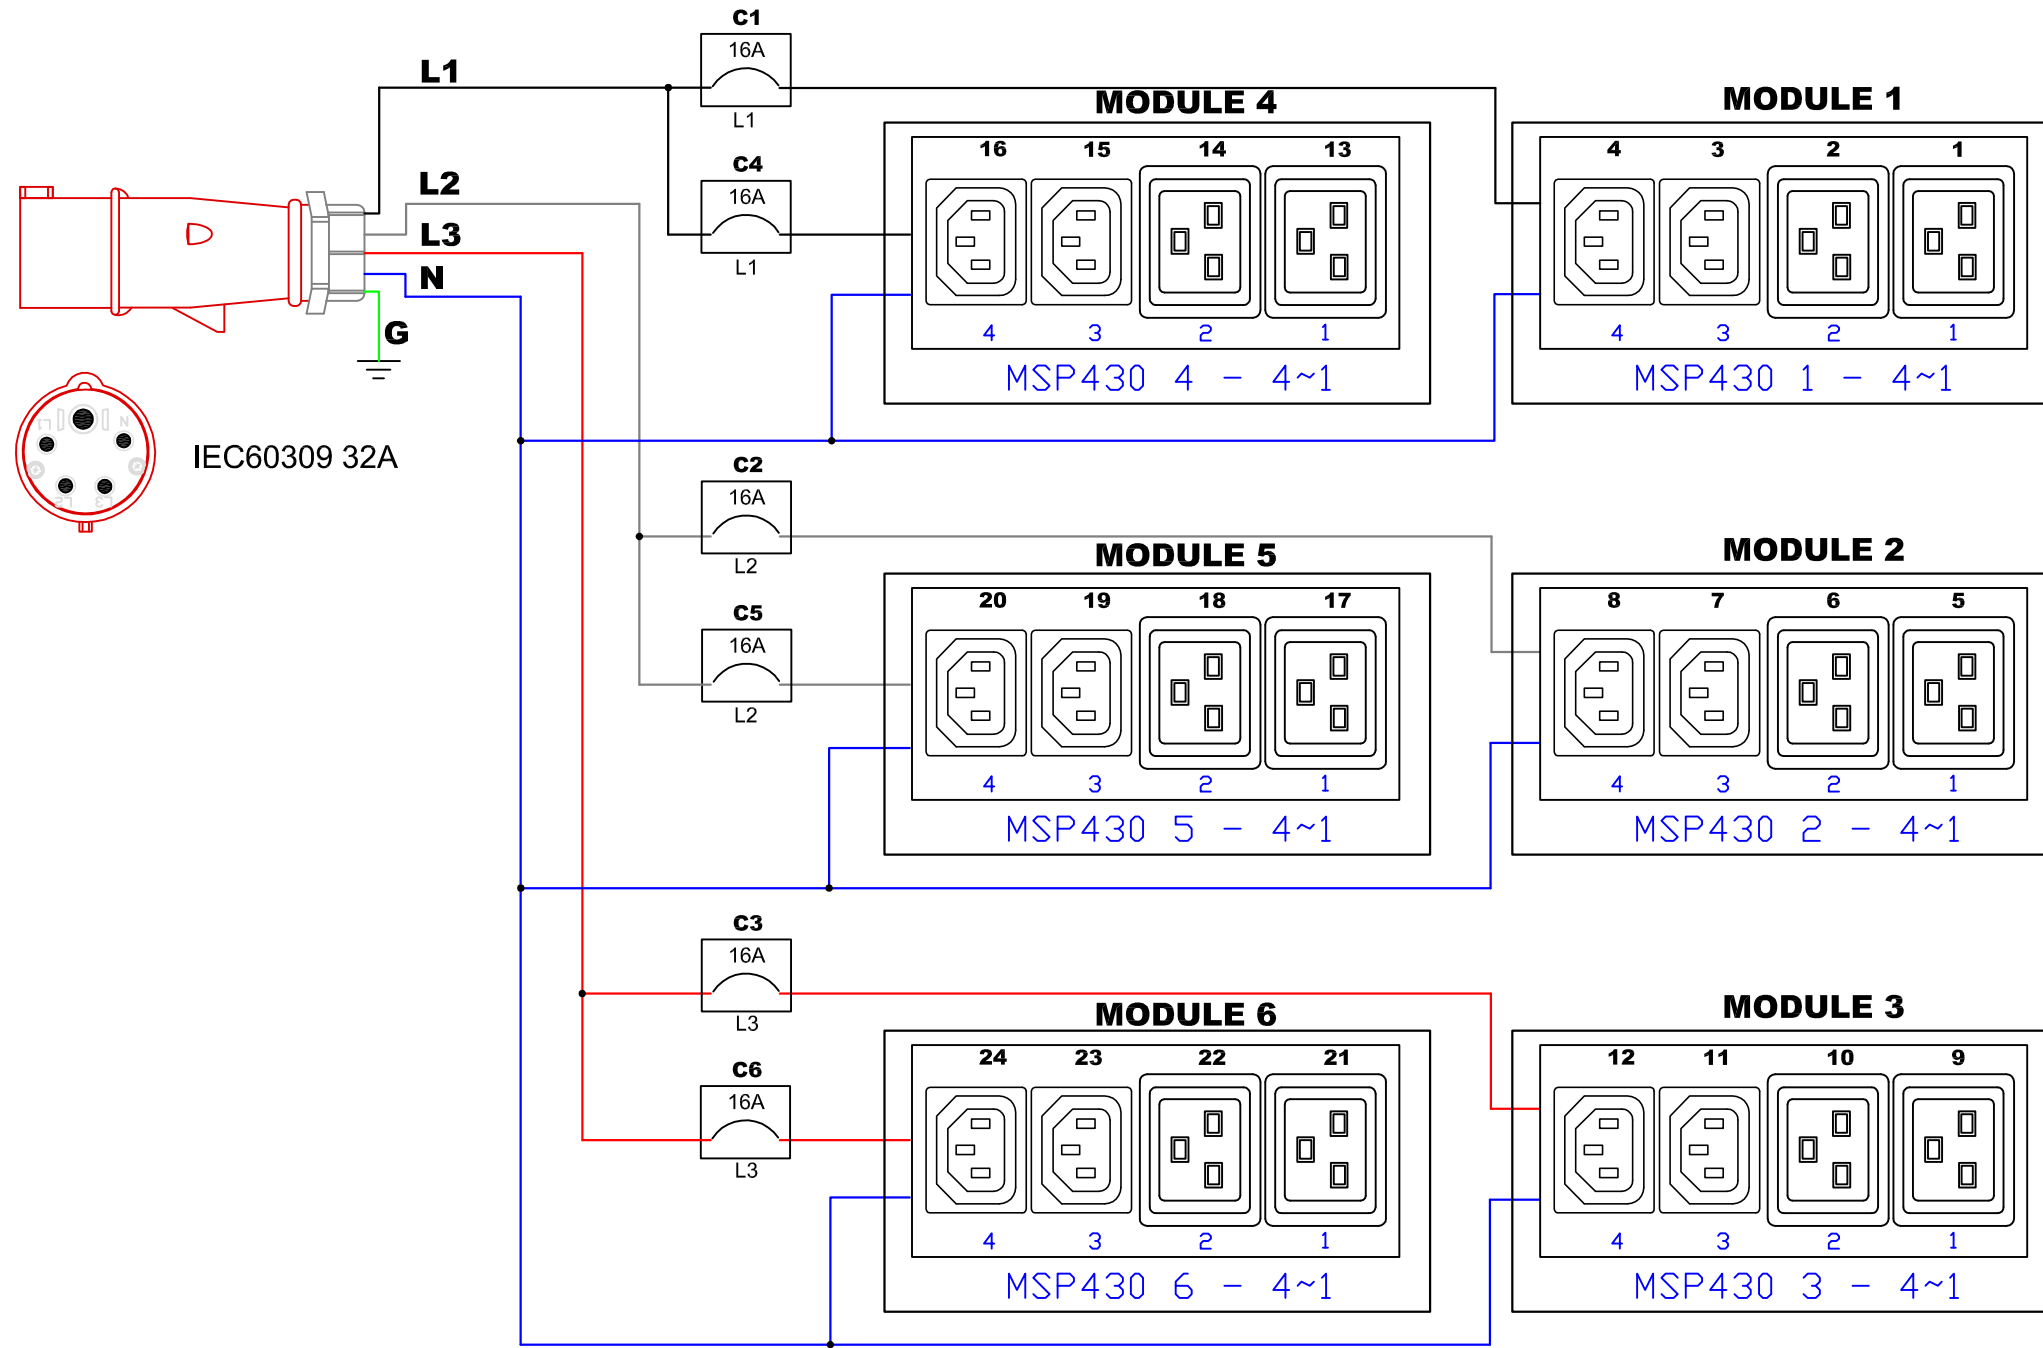 C1
16A
L1
L1
MODULE 4
MODULE 1
16 15 14 13
4 3 2 1
C4
16A
L1
L2
L3
N
G
4 3 2 1
4 3 2 1
MSP430 4 - 4~1
MSP430 1 - 4~1
L1 N
L2 L3
IEC60309 32A
C2
16A
L2
MODULE 5
MODULE 2
20 19 18 17
8 7 6 5
C5
16A
L2
4 3 2 1
4 3 2 1
MSP430 5 - 4~1
MSP430 2 - 4~1
C3
16A
L3
MODULE 6
MODULE 3
24 23 22 21
12 11 10 9
C6
16A
L3
4 3 2 1
4 3 2 1
MSP430 6 - 4~1
MSP430 3 - 4~1